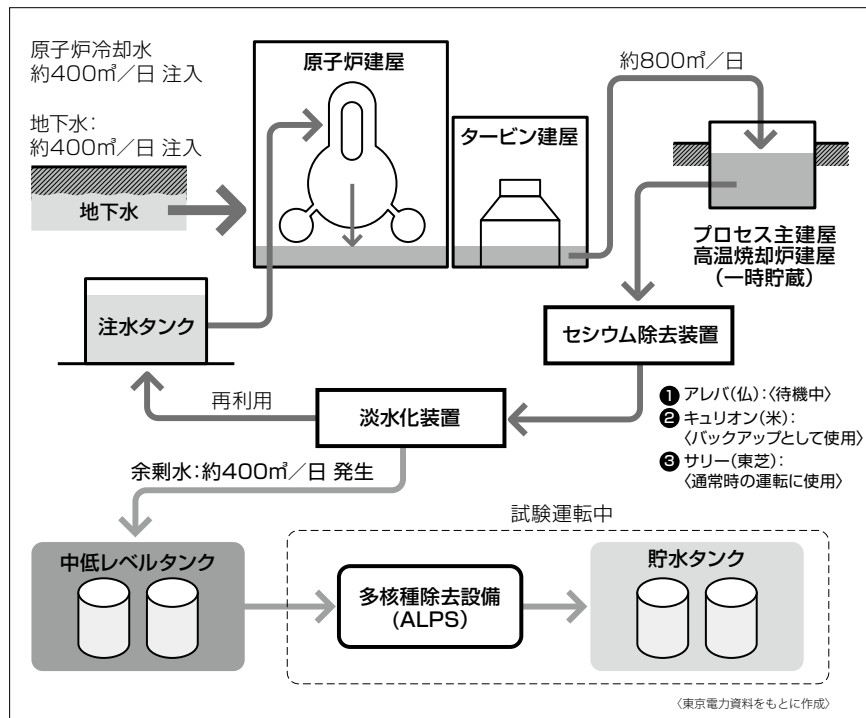 原子炉冷却水
約400㎥／日 注入
地下水：
約400㎥／日 注入
地下水
原子炉建屋
タービン建屋
約800㎥／日
プロセス主建屋
高温焼却炉建屋
（一時貯蔵）
注水タンク
セシウム除去装置
再利用
淡水化装置
❶ アレバ（仏）：〈待機中〉
❷ キュリオン（米）：
〈バックアップとして使用〉
❸ サリー（東芝）：
〈通常時の運転に使用〉
余剰水：約400㎥／日 発生
試験運転中
中低レベルタンク
多核種除去設備
（ALPS）
貯水タンク
〈東京電力資料をもとに作成〉